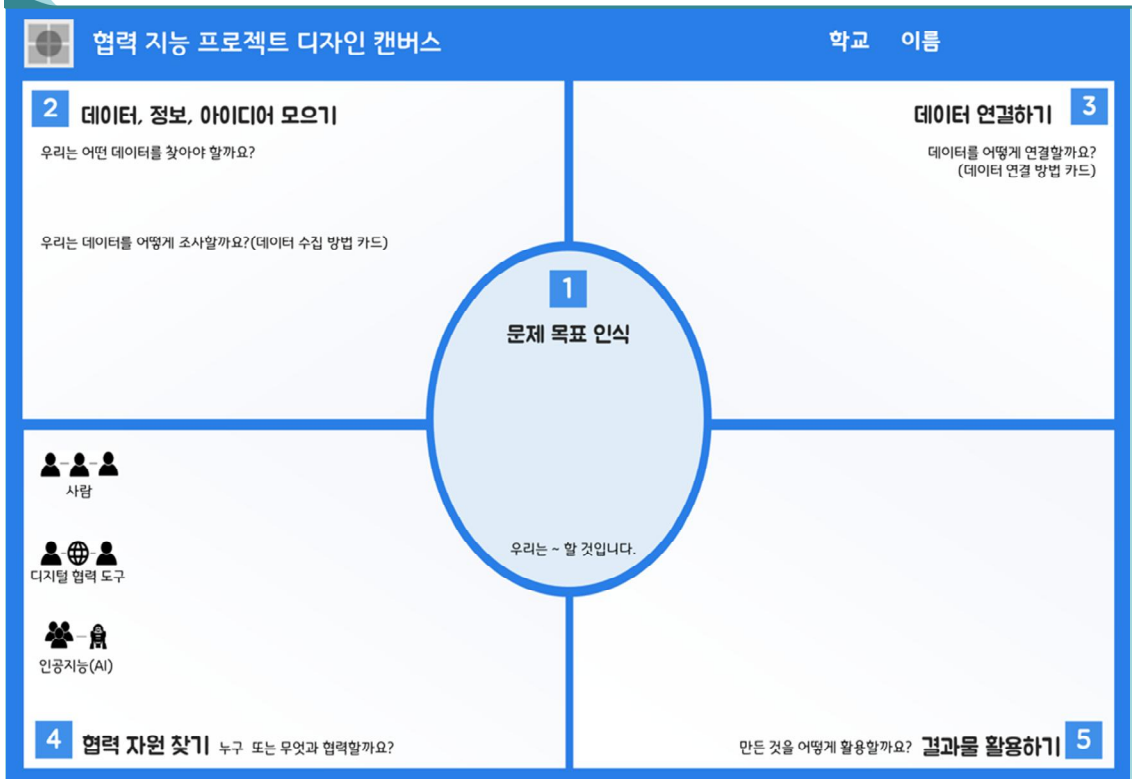 협력 지능 프로젝트 디자인 캔버스
학교 이름
2 데이터, 정보, 아이디어 모으기
우리는 어떤 데이터를 찾아야 할까요?
우리는 데이터를 어떻게 조사할까요?(데이터 수집 방법 카드)
데이터 연결하기 3
데이터를 어떻게 연결할까요?
(데이터 연결 방법 카드)
1
문제 목표 인식
우리는 ~ 할 것입니다.
사람
디지털 협력 도구
인공지능(AI)
4 협력 자원 찾기 누구 또는 무엇과 협력할까요?
만든 것을 어떻게 활용할까요? 결과물 활용하기 5